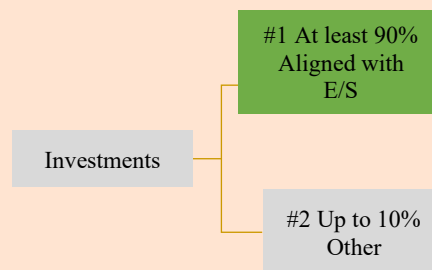 #1 At least 90%
Aligned with
E/S
Investments
#2 Up to 10%
Other